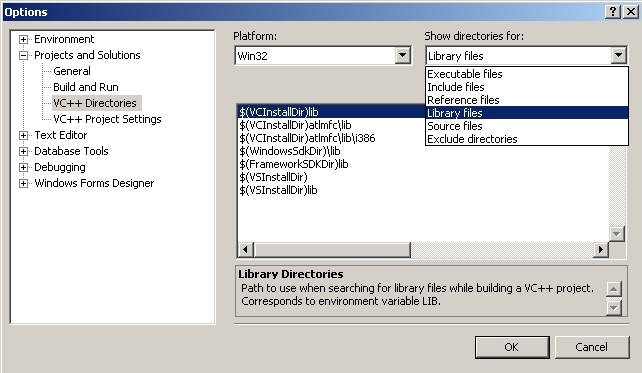 Options
Environment
Projects and Solutions
General
Build and Run
VC++ Directories
VC++ Project Settings
Text Editor
Database Tools
Debugging
Windows Forms Designer
Platform:
Win32
Show directories for:
Library files
Executable files
Include files
Reference files
Library files
Source files
Exclude directories
$(VCInstallDir)lib
$(VCInstallDir)atlmfc\lib
$(VCInstallDir)atlmfc\lib\i386
$(WindowsSdkDir)\lib
$(FrameworkSDKDir)lib
$(VSInstallDir)
$(VSInstallDir)lib
Library Directories
Path to use when searching for library files while building a VC++ project.
Corresponds to environment variable LIB.
OK
Cancel